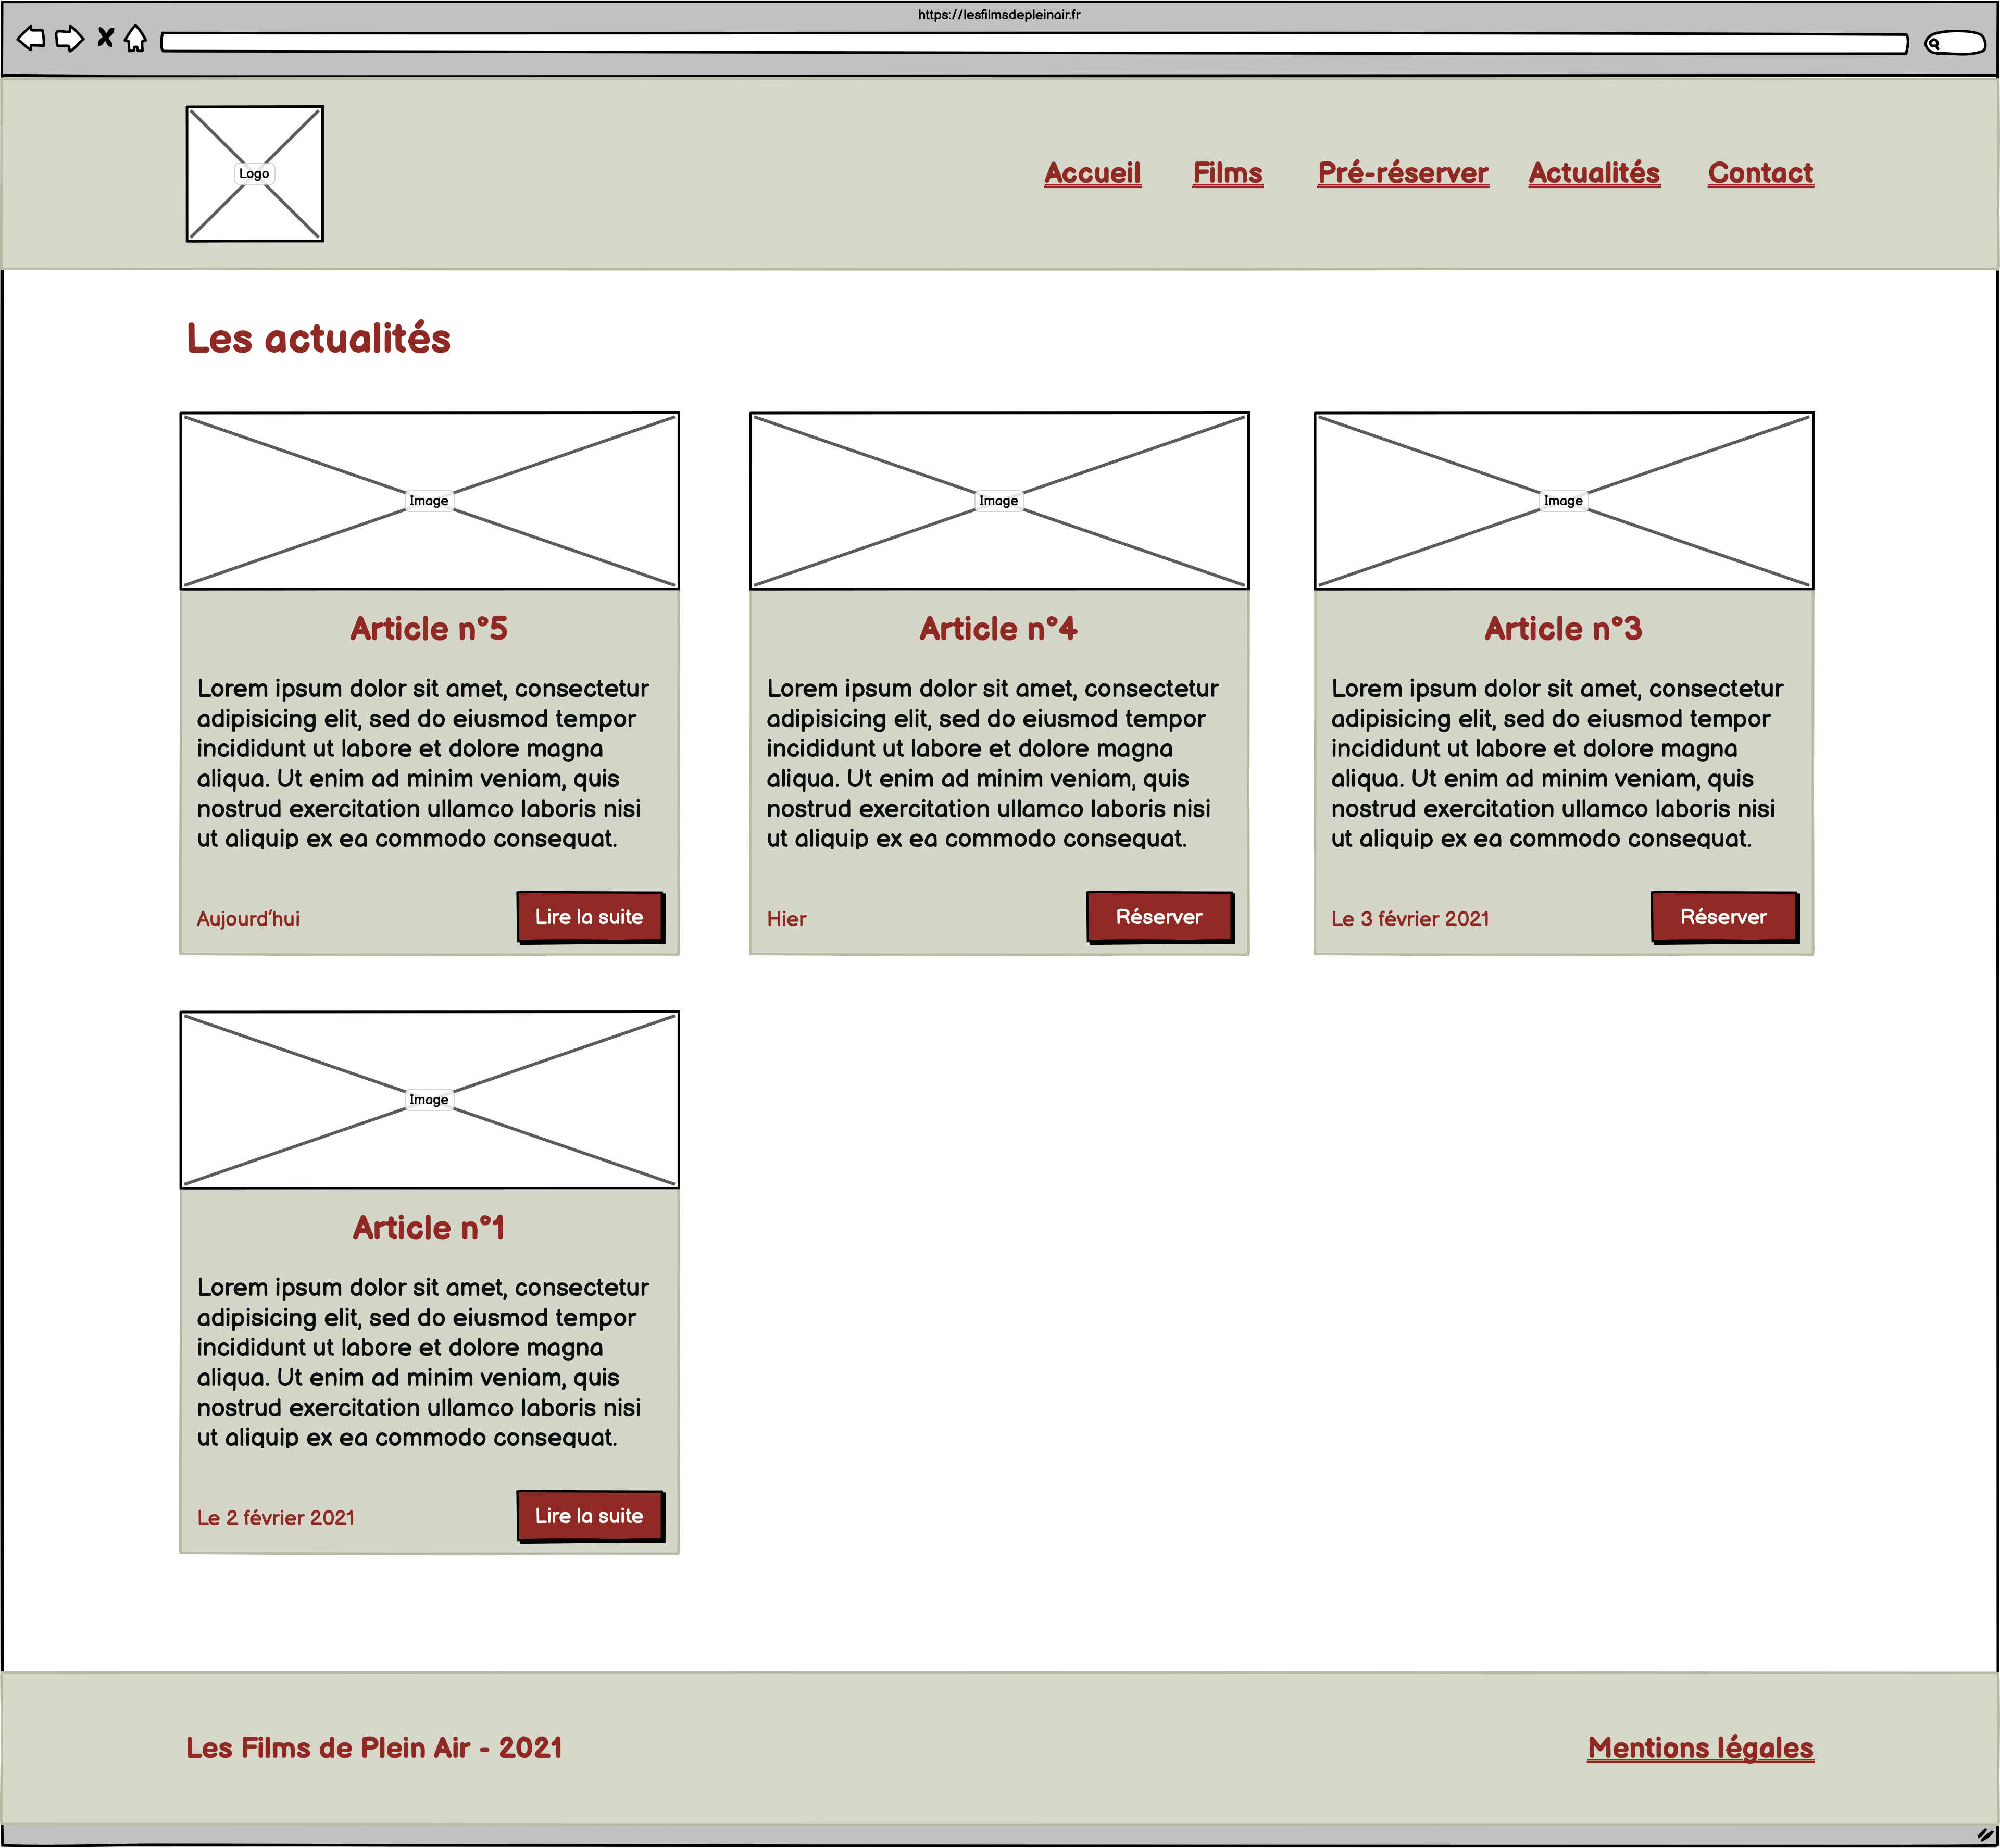 https://lesfilmsdepleinair.fr
Logo
Accueil Films Pré-réserver Actualités Contact
Les actualités
Image
Article n°5
Lorem ipsum dolor sit amet, consectetur
adipisicing elit, sed do eiusmod tempor
incididunt ut labore et dolore magna
aliqua. Ut enim ad minim veniam, quis
nostrud exercitation ullamco laboris nisi
ut aliquip ex ea commodo consequat.
Aujourd'hui
Lire la suite
Image
Article n°4
Lorem ipsum dolor sit amet, consectetur
adipisicing elit, sed do eiusmod tempor
incididunt ut labore et dolore magna
aliqua. Ut enim ad minim veniam, quis
nostrud exercitation ullamco laboris nisi
ut aliquip ex ea commodo consequat.
Hier
Réserver
Image
Article n°3
Lorem ipsum dolor sit amet, consectetur
adipisicing elit, sed do eiusmod tempor
incididunt ut labore et dolore magna
aliqua. Ut enim ad minim veniam, quis
nostrud exercitation ullamco laboris nisi
ut aliquip ex ea commodo consequat.
Le 3 février 2021
Réserver
Image
Article n°1
Lorem ipsum dolor sit amet, consectetur
adipisicing elit, sed do eiusmod tempor
incididunt ut labore et dolore magna
aliqua. Ut enim ad minim veniam, quis
nostrud exercitation ullamco laboris nisi
ut aliquip ex ea commodo consequat.
Le 2 février 2021
Lire la suite
Les Films de Plein Air - 2021
Mentions légales